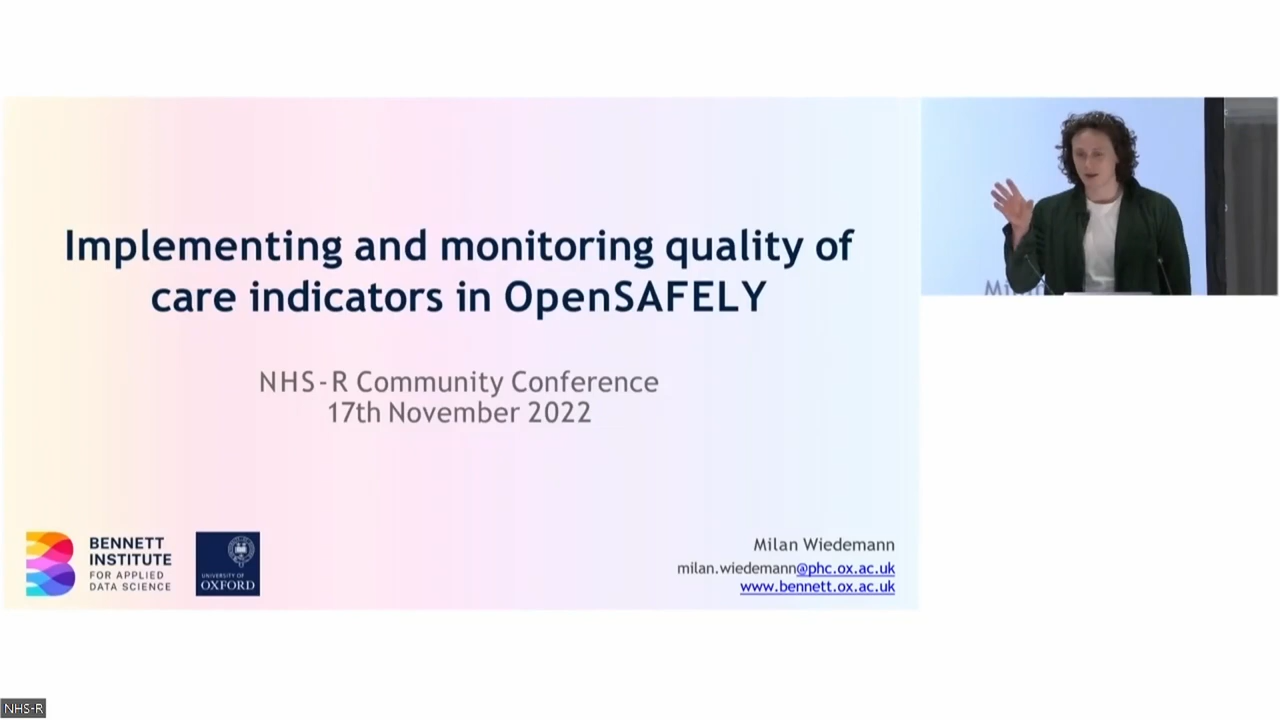 Implementing and monitoring quality of
care indicators in OpenSAFELY
NHS-R Community Conference
17th November 2022
BENNETT
INSTITUTE
FOR APPLIED
DATA SCIENCE
UNIVERSITY OF
OXFORD
Milan Wiedemann
milan.wiedemann@phc.ox.ac.uk
www.bennett.ox.ac.uk
NHS-R